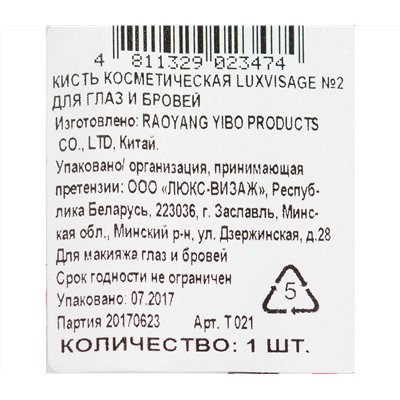 4 811329 023474
КИСТЬ КОСМЕТИЧЕСКАЯ LUXVISAGE №2
ДЛЯ ГЛАЗ И БРОВЕЙ
Изготовлено: RAOYANG YIBO PRODUCTS
CO., LTD, Китай.
Упаковано/ организация, принимающая
претензии: ООО «ЛЮКС-ВИЗАЖ», Респуб-
лика Беларусь, 223036, г. Заславль, Минс-
кая обл., Минский р-н, ул. Дзержинская, д.28
Для макияжа глаз и бровей
Срок годности не ограничен
Упаковано: 07.2017
5
Партия 20170623 Арт. Т 021
КОЛИЧЕСТВО: 1 ШТ.